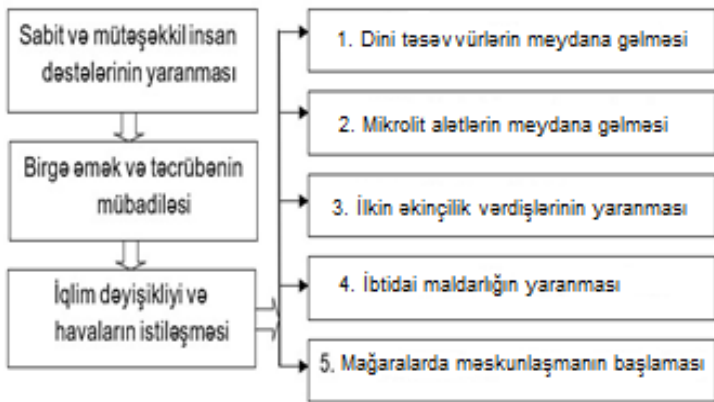 Sabit və mütəşəkkil insan
dəstələrinin yaranması
Birgə əmək və təcrübənin
mübadiləsi
İqlim dəyişikliyi və
havaların istiləşməsi
1. Dini təsəvvürlərin meydana gəlməsi
2. Mikrolit alətlərin meydana gəlməsi
3. İlkin əkinçilik vərdişlərinin yaranması
4. İbtidai maldarlığın yaranması
5. Mağaralarda məskunlaşmanın başlaması